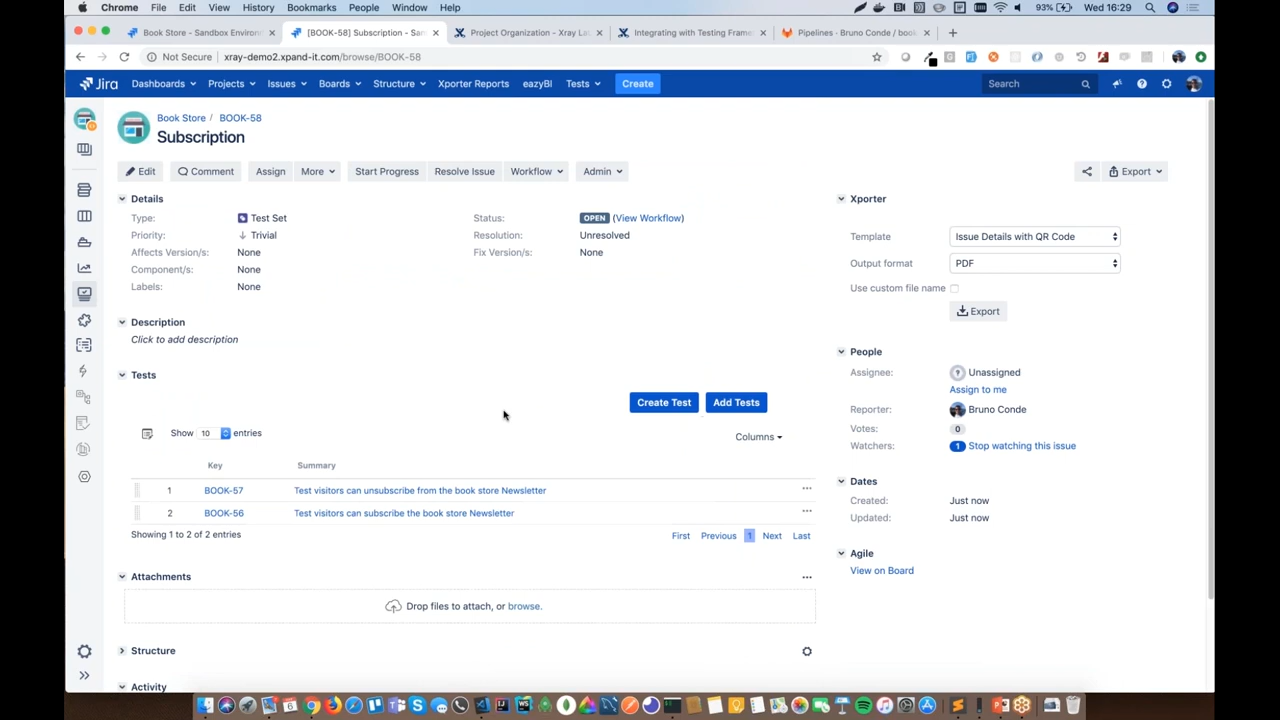 Chrome File Edit View History Bookmarks People Window Help 93% Wed 16:29
Book Store - Sandbox Environ [BOOK-58] Subscription - San Project Organization - Xray La Integrating with Testing Frame Pipelines · Bruno Conde / book
Not Secure xray-demo2.xpand-it.com/browse/BOOK-58
Jira Dashboards Projects Issues Boards Structure Xporter Reports eazyBI Tests Create Search
Book Store / BOOK-58
Subscription
Edit Comment Assign More Start Progress Resolve Issue Workflow Admin Export
Details
Type: Test Set Status: OPEN (View Workflow)
Priority: Trivial Resolution: Unresolved
Affects Version/s: None Fix Version/s: None
Component/s: None
Labels: None
Description
Click to add description
Tests
Create Test Add Tests
Show 10 entries Columns
Key Summary
1 BOOK-57 Test visitors can unsubscribe from the book store Newsletter
2 BOOK-56 Test visitors can subscribe the book store Newsletter
Showing 1 to 2 of 2 entries First Previous 1 Next Last
Attachments
Drop files to attach, or browse.
Structure
Activity
Xporter
Template Issue Details with QR Code
Output format PDF
Use custom file name
Export
People
Assignee: Unassigned
Assign to me
Reporter: Bruno Conde
Votes: 0
Watchers: 1 Stop watching this issue
Dates
Created: Just now
Updated: Just now
Agile
View on Board